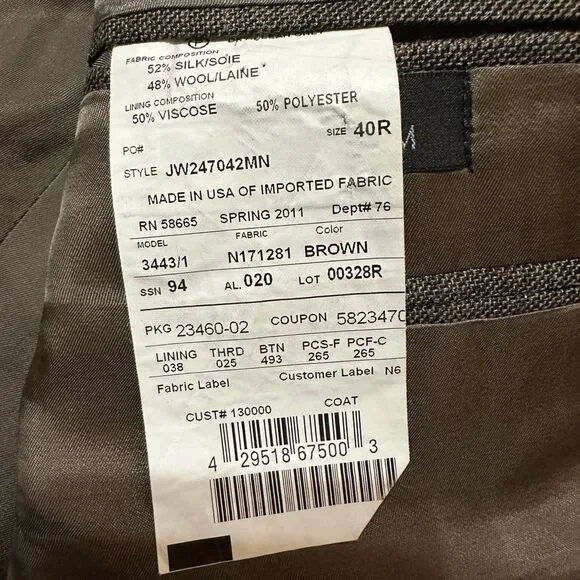 FABRIC COMPOSITION
52% SILK/SOIE
48% WOOL/LAINE
LINING COMPOSITION
50% VISCOSE 50% POLYESTER
SIZE 40R
PO#
STYLE JW247042MN
MADE IN USA OF IMPORTED FABRIC
RN 58665 SPRING 2011 Dept# 76
MODEL FABRIC Color
3443/1 N171281 BROWN
SSN 94 AL. 020 LOT 00328R
PKG 23460-02 COUPON 5823470
LINING THRD BTN PCS-F PCF-C
038 025 493 265 265
Fabric Label Customer Label N6
CUST# 130000 COAT
4 29518 67500 3
M